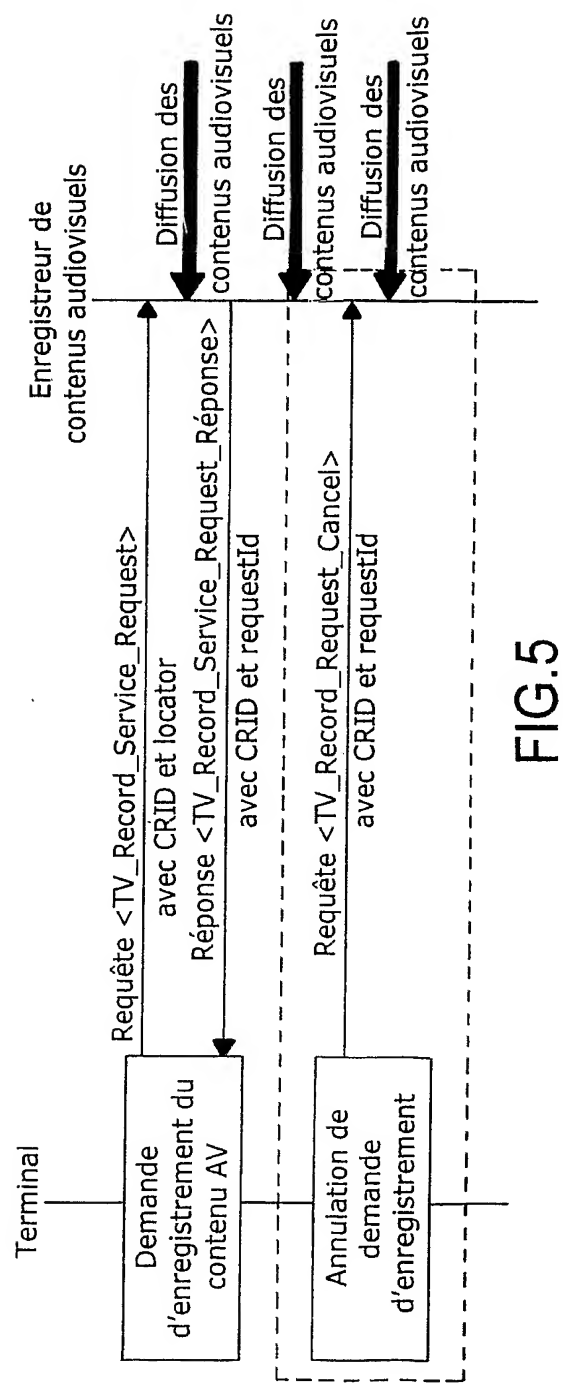 Terminal
Enregistreur de
contenus audiovisuels
Demande
d'enregistrement du
contenu AV
Requête <TV_Record_Service_Request>
avec CRID et locator
Diffusion des
contenus audiovisuels
Réponse <TV_Record_Service_Request_Réponse>
avec CRID et requestId
Diffusion des
contenus audiovisuels
Annulation de
demande
d'enregistrement
Requête <TV_Record_Request_Cancel>
avec CRID et requestId
Diffusion des
contenus audiovisuels
FIG.5